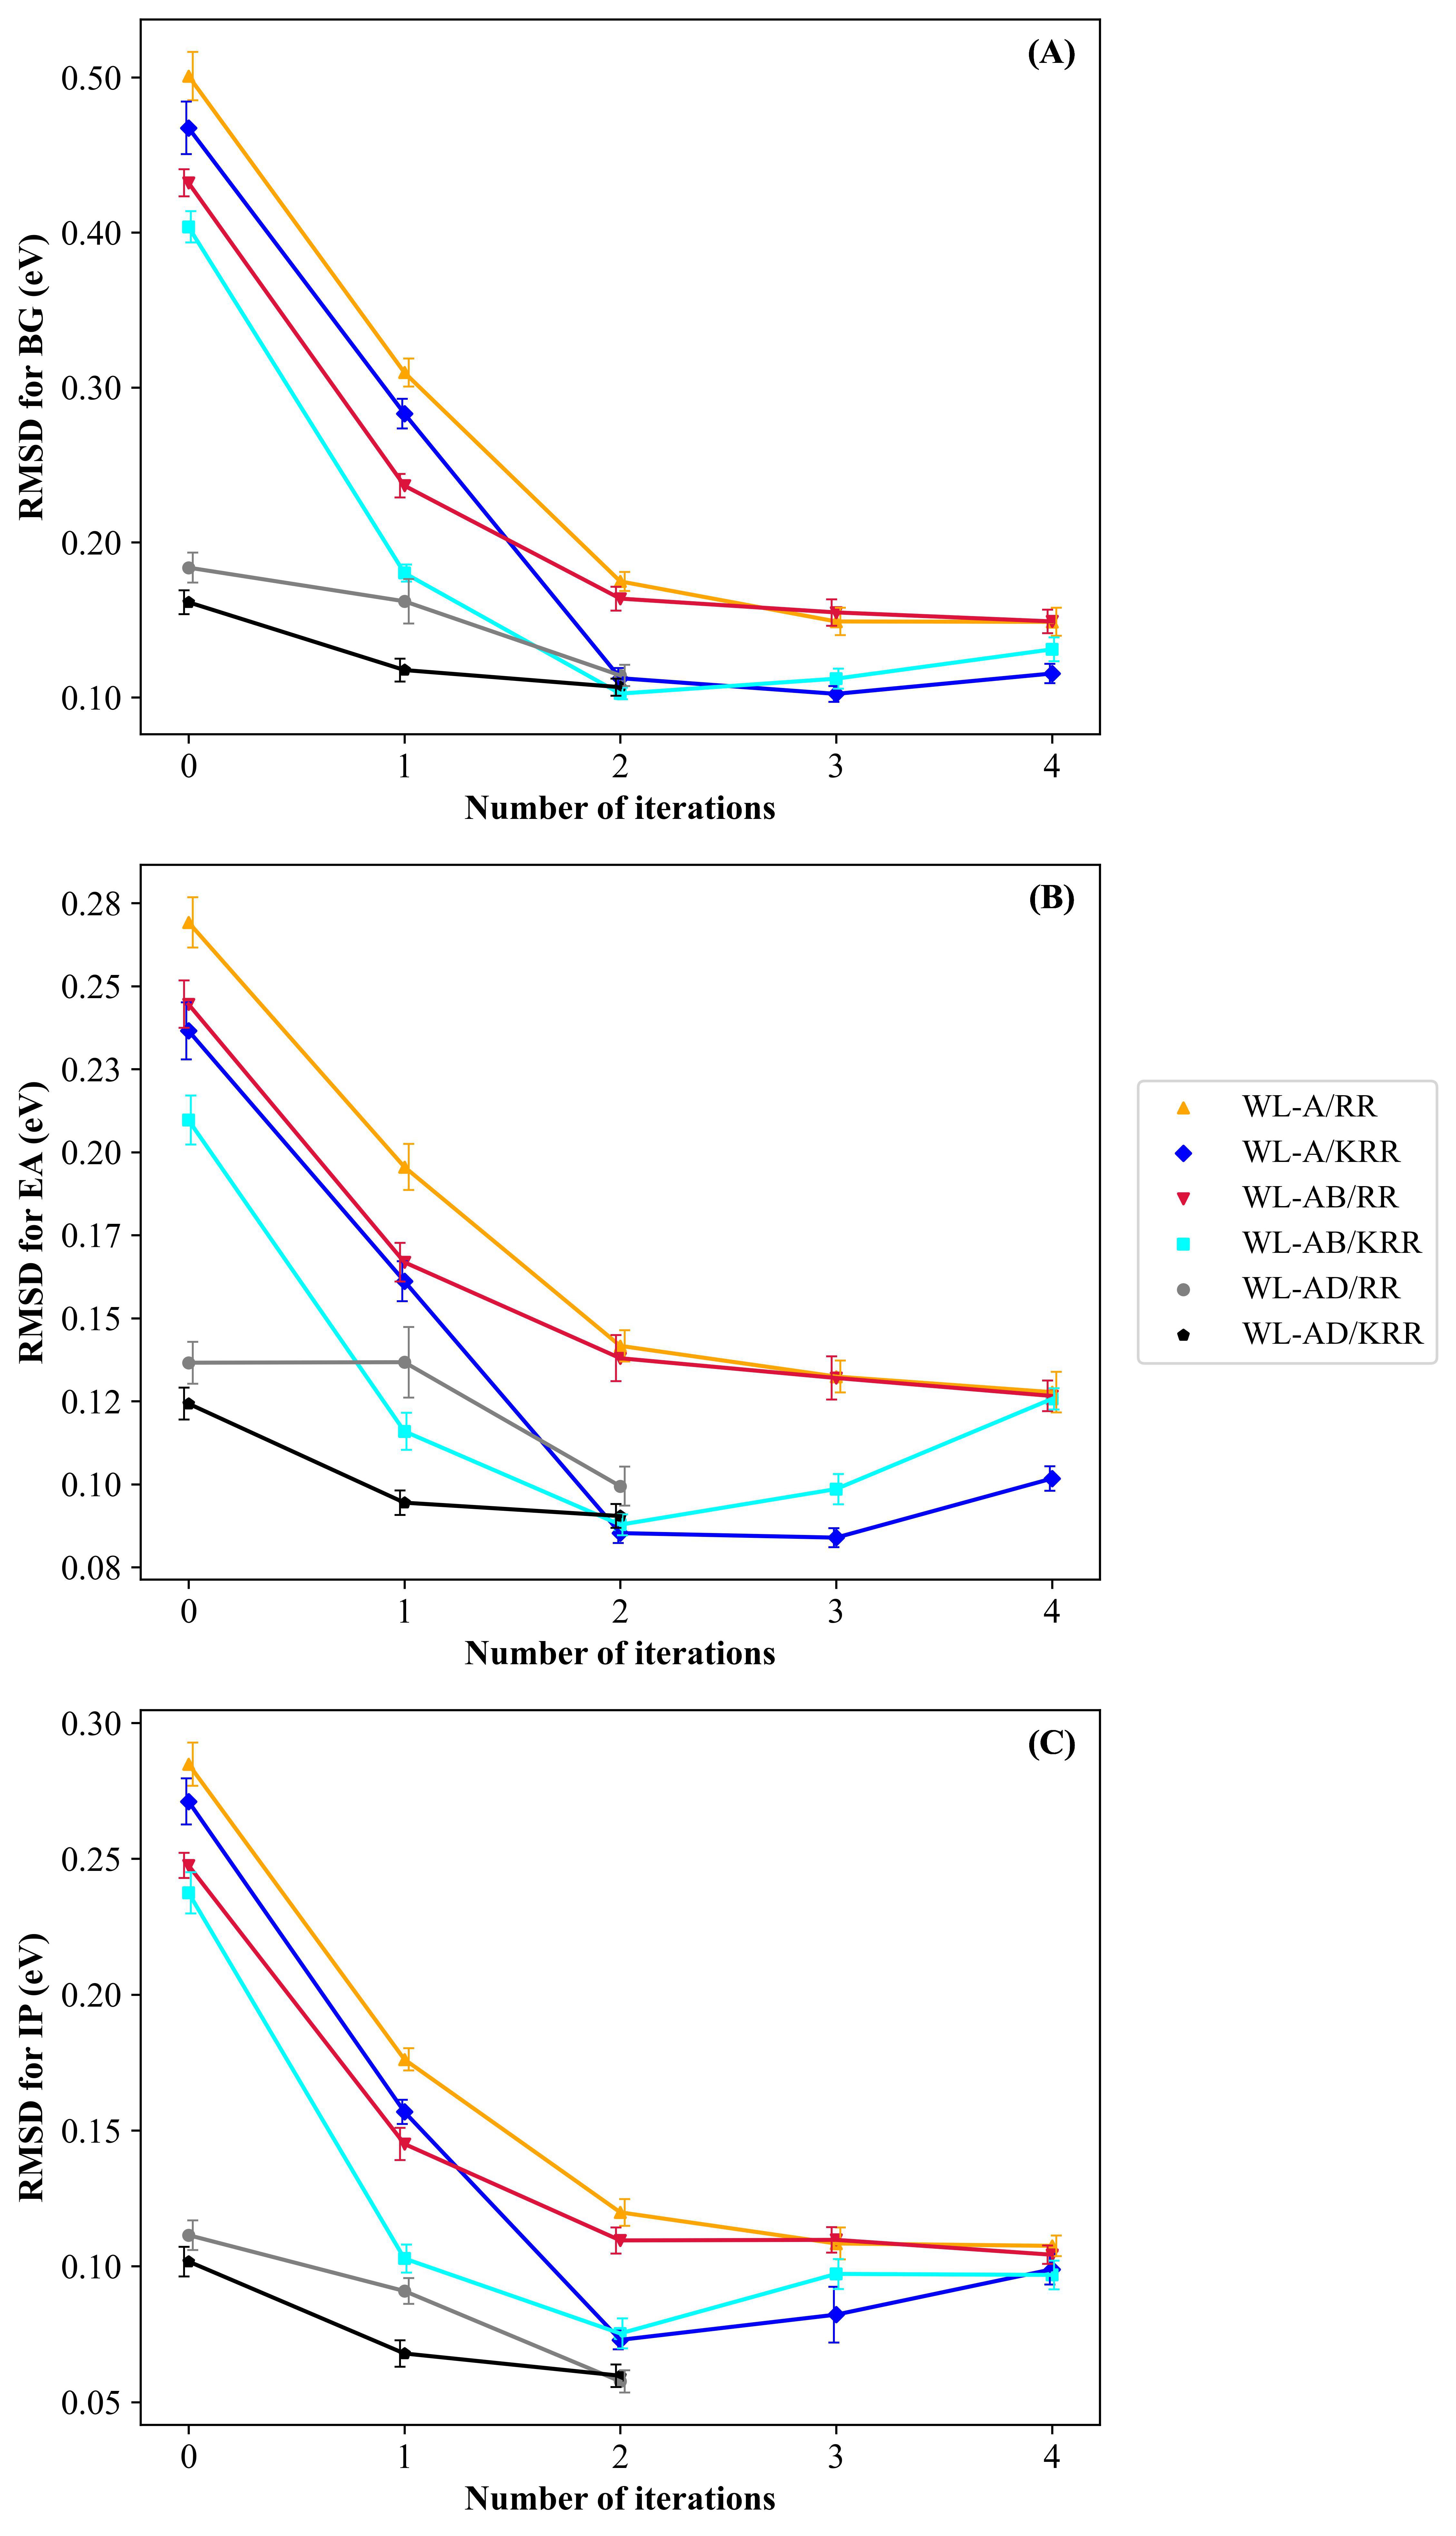 (A)
0.50
0.40
0.30
0.20
0.10
RMSD for BG (eV)
0 1 2 3 4
Number of iterations
(B)
0.28
0.25
0.23
0.20
0.17
0.15
0.12
0.10
0.08
RMSD for EA (eV)
0 1 2 3 4
Number of iterations
WL-A/RR
WL-A/KRR
WL-AB/RR
WL-AB/KRR
WL-AD/RR
WL-AD/KRR
(C)
0.30
0.25
0.20
0.15
0.10
0.05
RMSD for IP (eV)
0 1 2 3 4
Number of iterations